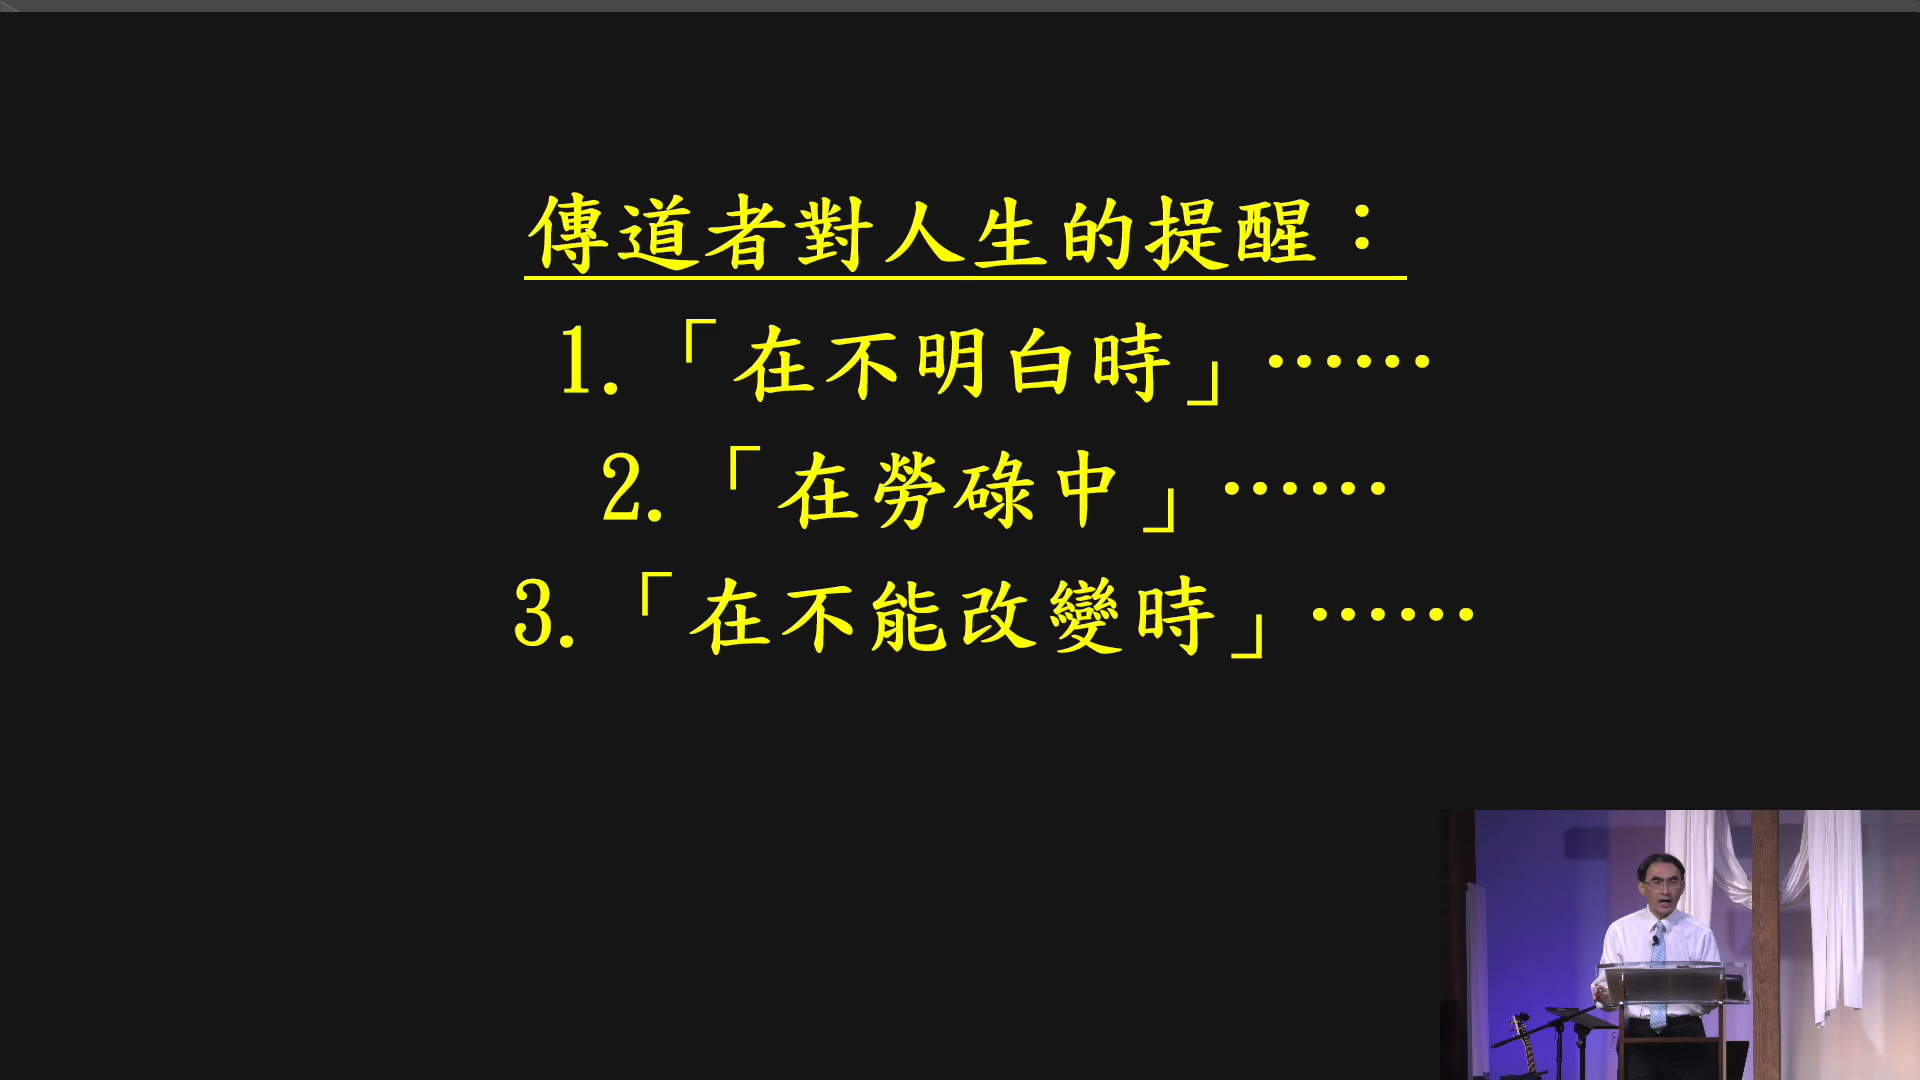 傳道者對人生的提醒：
1.「在不明白時」……
2.「在勞碌中」……
3.「在不能改變時」……